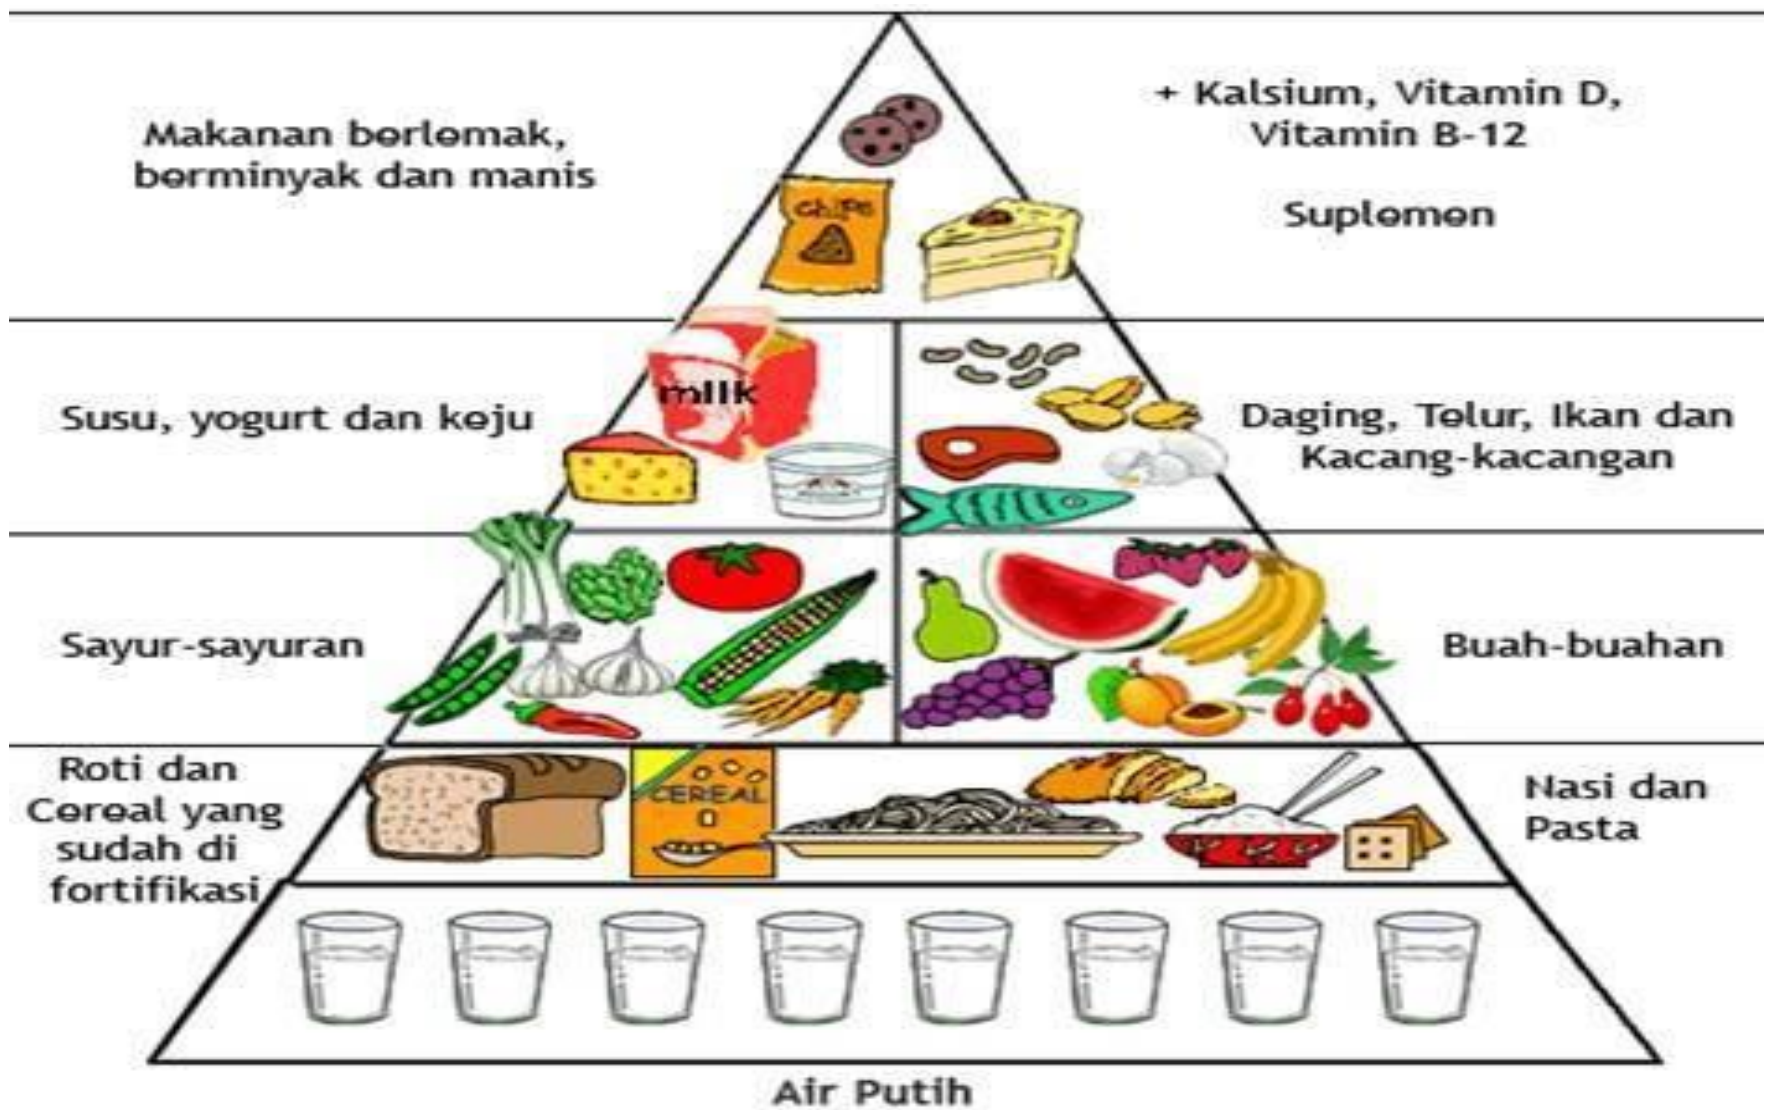 Makanan berlemak,
berminyak dan manis
+ Kalsium, Vitamin D,
Vitamin B-12
Suplemen
Chips
Susu, yogurt dan keju
milk
Daging, Telur, Ikan dan
Kacang-kacangan
Sayur-sayuran
Buah-buahan
Roti dan
Cereal yang
sudah di
fortifikasi
CEREAL
Nasi dan
Pasta
Air Putih